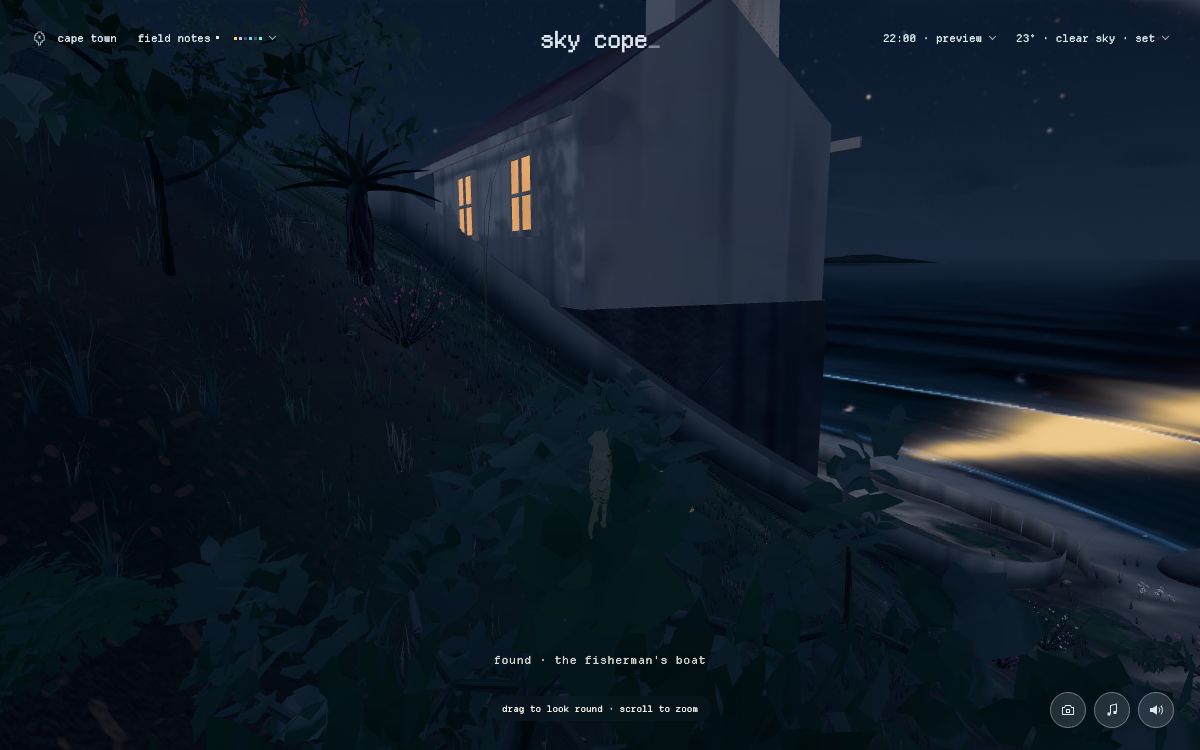 cape town
field notes
sky cope_
22:00 · preview
23° · clear sky · set
found · the fisherman's boat
drag to look round · scroll to zoom